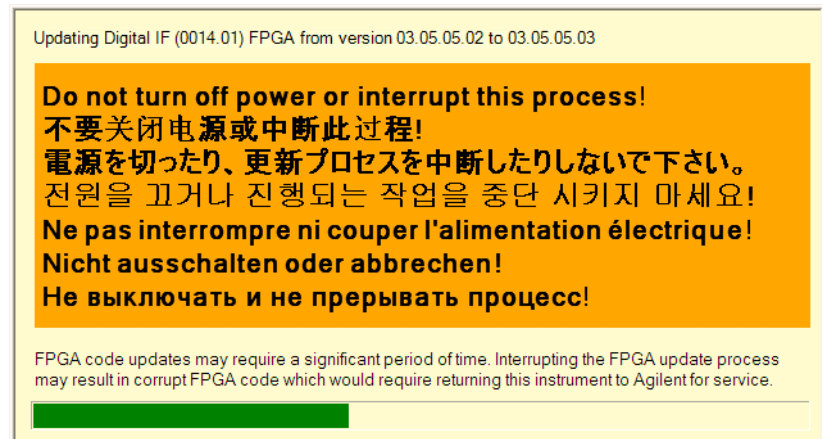 Updating Digital IF (0014.01) FPGA from version 03.05.05.02 to 03.05.05.03
Do not turn off power or interrupt this process!
不要关闭电源或中断此过程!
電源を切ったり、更新プロセスを中断したりしないで下さい。
전원을 끄거나 진행되는 작업을 중단 시키지 마세요!
Ne pas interrompre ni couper l'alimentation électrique!
Nicht ausschalten oder abbrechen!
Не выключать и не прерывать процесс!
FPGA code updates may require a significant period of time. Interrupting the FPGA update process
may result in corrupt FPGA code which would require returning this instrument to Agilent for service.